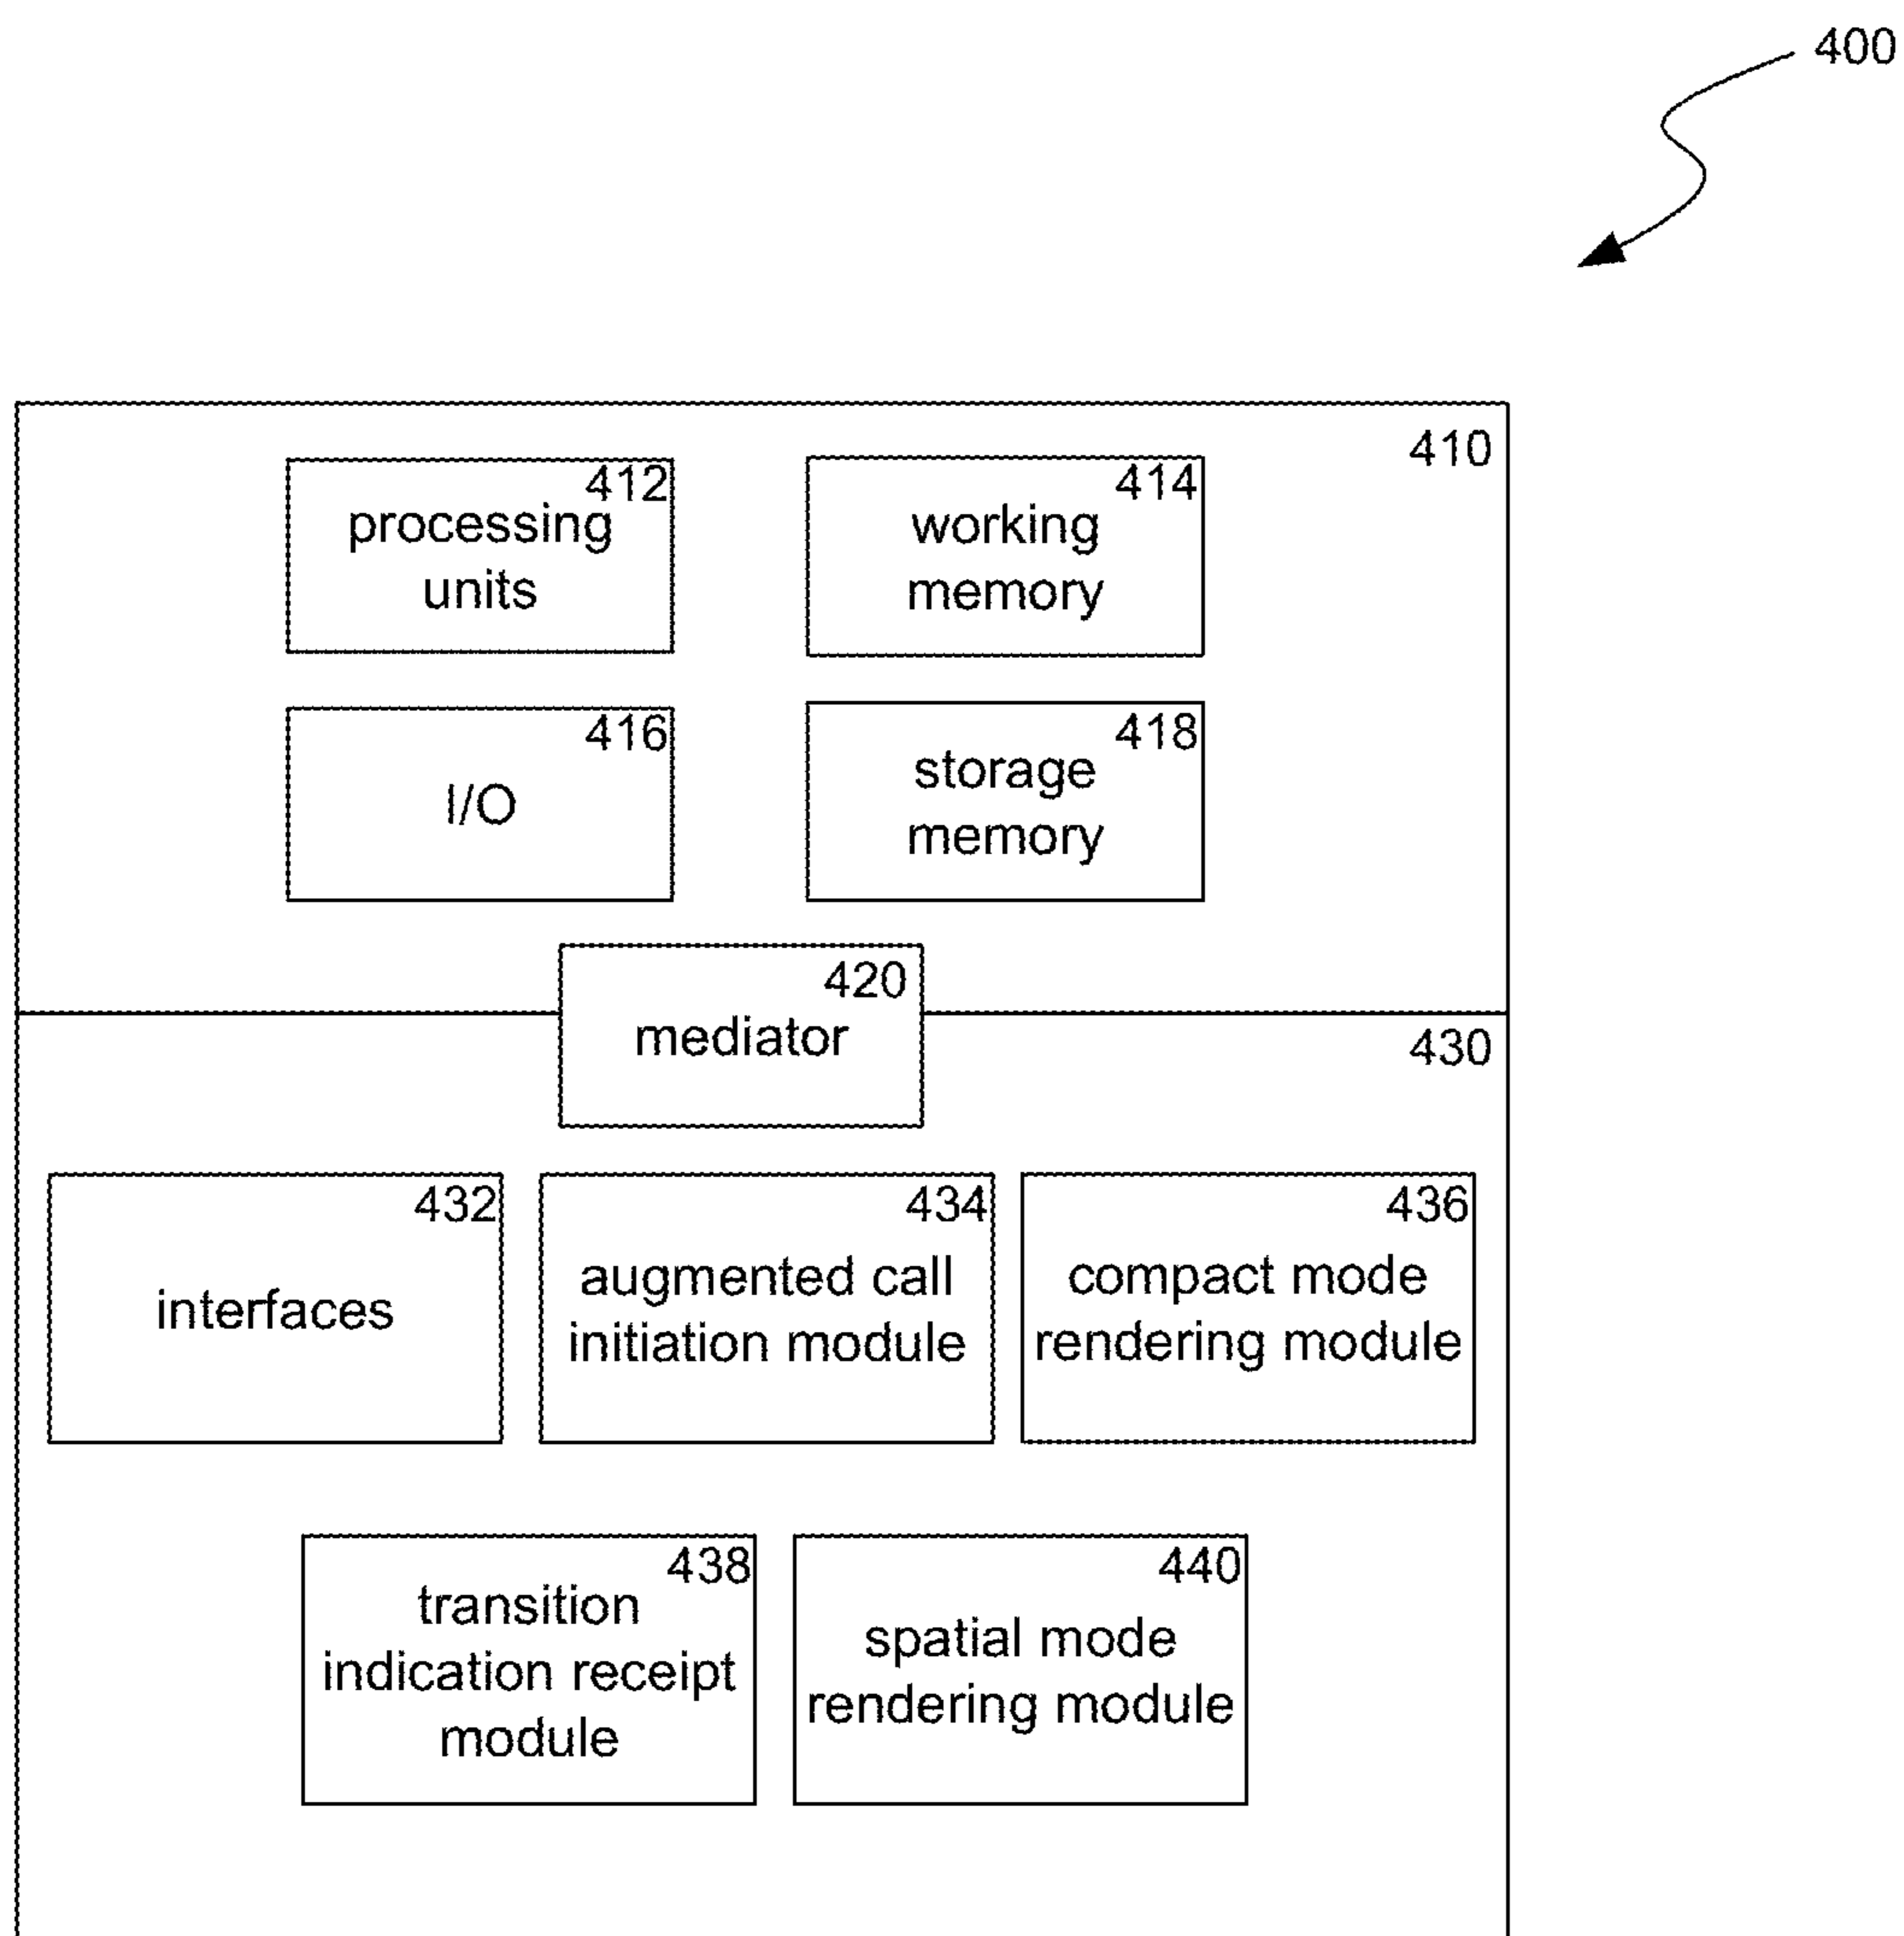 400
410
412
processing
units
414
working
memory
416
I/O
418
storage
memory
420
mediator
430
432
interfaces
434
augmented call
initiation module
436
compact mode
rendering module
438
transition
indication receipt
module
440
spatial mode
rendering module